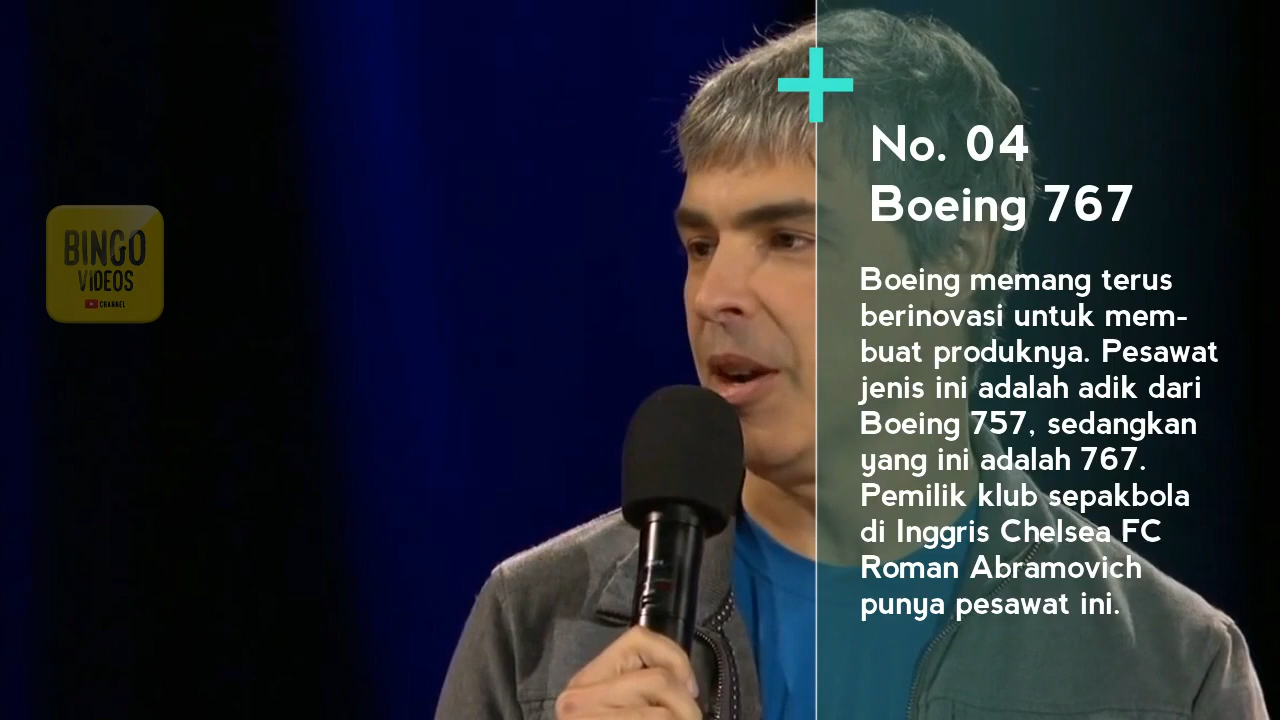 BINGO
VIDEOS
CHANNEL
No. 04
Boeing 767
Boeing memang terus
berinovasi untuk mem-
buat produknya. Pesawat
jenis ini adalah adik dari
Boeing 757, sedangkan
yang ini adalah 767.
Pemilik klub sepakbola
di Inggris Chelsea FC
Roman Abramovich
punya pesawat ini.